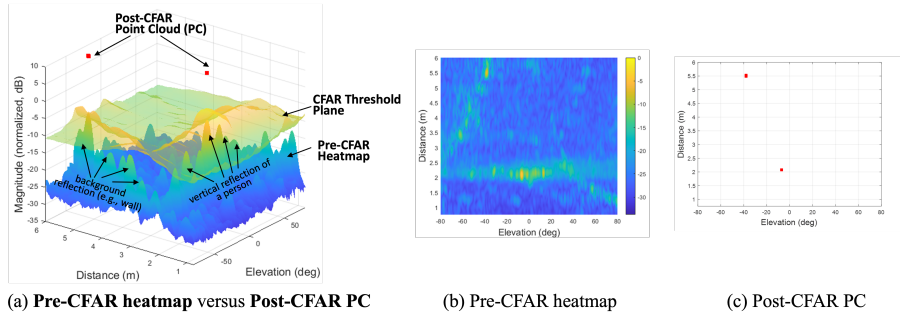 Post-CFAR
Point Cloud (PC)
10
5
0
-5
-10
-15
-20
-25
-30
-35
Magnitude (normalized, dB)
CFAR Threshold
Plane
Pre-CFAR
Heatmap
background
reflection (e.g., wall)
vertical reflection of
a person
6
5
4
3
2
1
Distance (m)
-50
0
50
Elevation (deg)
(a) Pre-CFAR heatmap versus Post-CFAR PC
6
5.5
5
4.5
4
3.5
3
2.5
2
1.5
1
Distance (m)
-80 -60 -40 -20 0 20 40 60 80
Elevation (deg)
0
-5
-10
-15
-20
-25
-30
(b) Pre-CFAR heatmap
6
5.5
5
4.5
4
3.5
3
2.5
2
1.5
1
Distance (m)
-80 -60 -40 -20 0 20 40 60 80
Elevation (deg)
(c) Post-CFAR PC